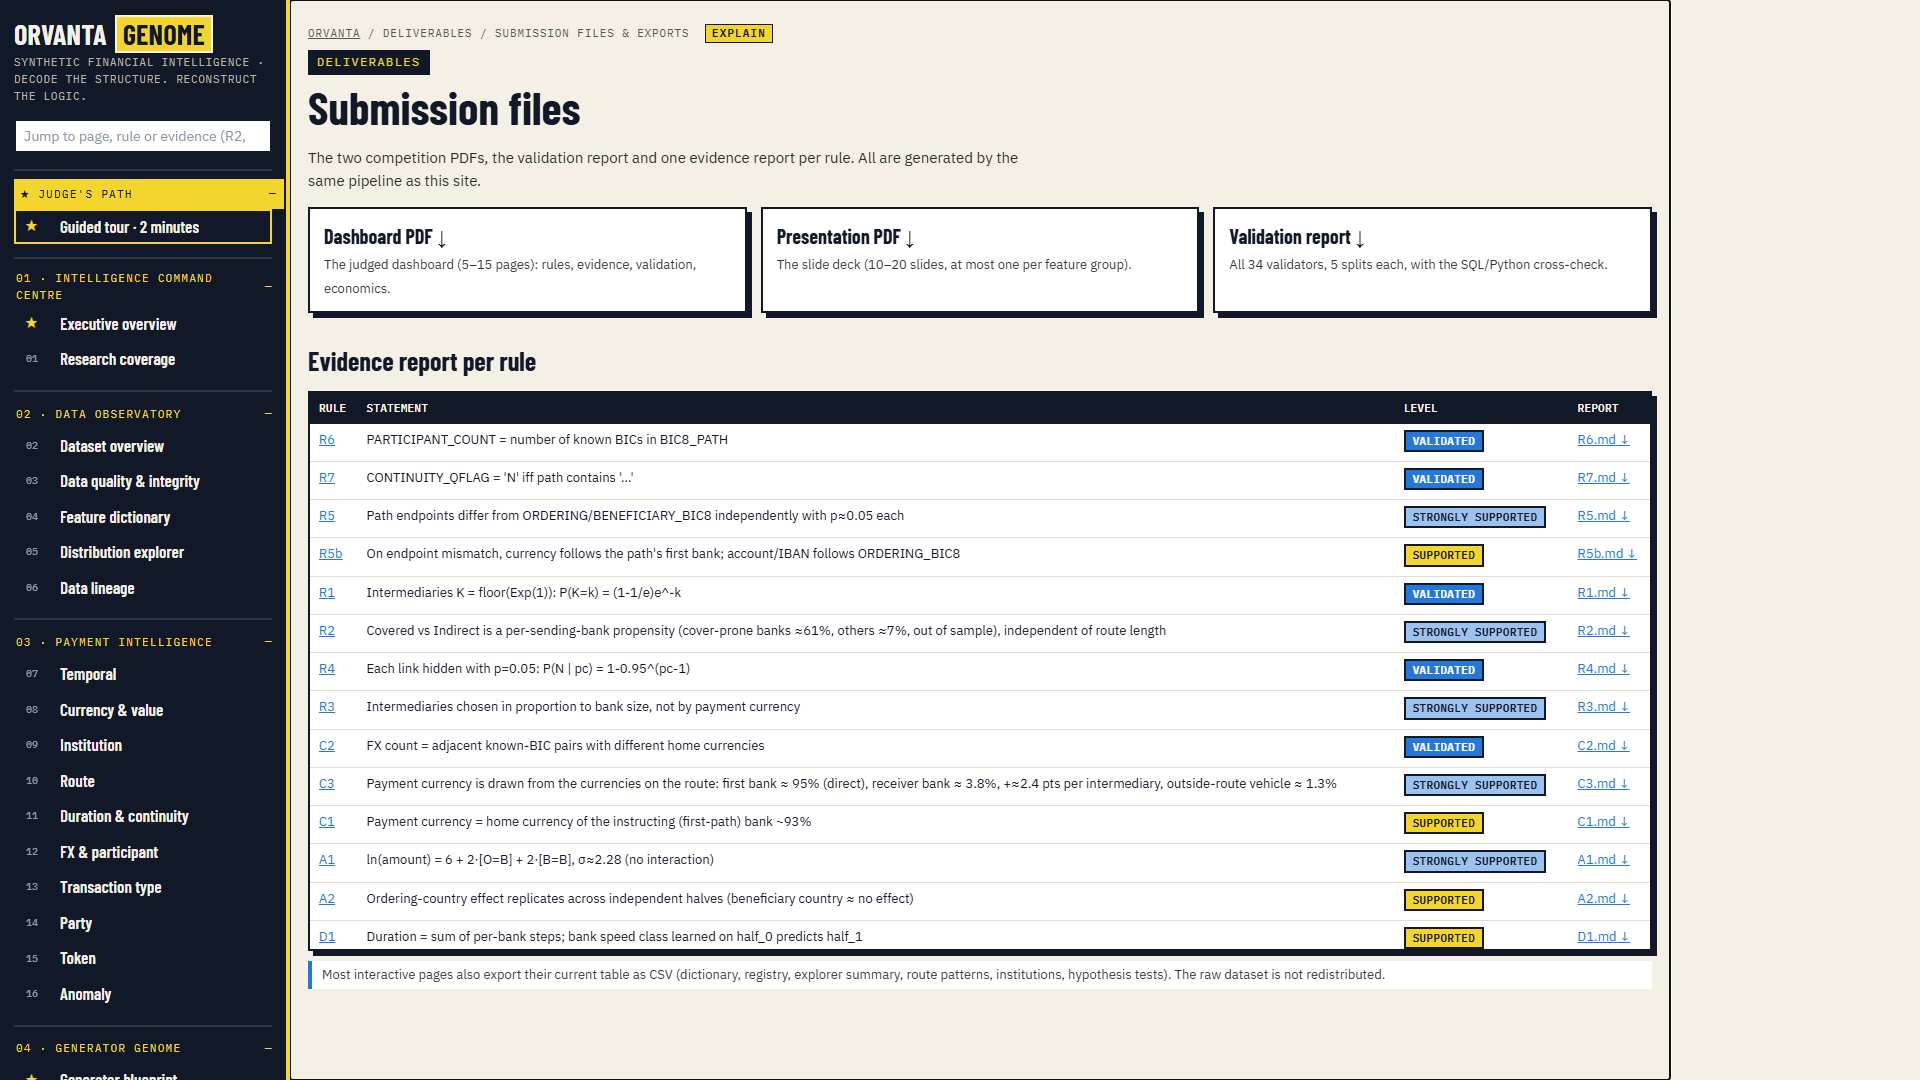 ORVANTA GENOME
SYNTHETIC FINANCIAL INTELLIGENCE ·
DECODE THE STRUCTURE. RECONSTRUCT
THE LOGIC.
Jump to page, rule or evidence (R2,
★ JUDGE'S PATH –
★ Guided tour · 2 minutes
01 · INTELLIGENCE COMMAND
CENTRE –
★ Executive overview
01 Research coverage
02 · DATA OBSERVATORY –
02 Dataset overview
03 Data quality & integrity
04 Feature dictionary
05 Distribution explorer
06 Data lineage
03 · PAYMENT INTELLIGENCE –
07 Temporal
08 Currency & value
09 Institution
10 Route
11 Duration & continuity
12 FX & participant
13 Transaction type
14 Party
15 Token
16 Anomaly
04 · GENERATOR GENOME –
★ Generator blueprint
ORVANTA / DELIVERABLES / SUBMISSION FILES & EXPORTS EXPLAIN
DELIVERABLES
Submission files
The two competition PDFs, the validation report and one evidence report per rule. All are generated by the
same pipeline as this site.
Dashboard PDF ↓
The judged dashboard (5–15 pages): rules, evidence, validation,
economics.
Presentation PDF ↓
The slide deck (10–20 slides, at most one per feature group).
Validation report ↓
All 34 validators, 5 splits each, with the SQL/Python cross-check.
Evidence report per rule
RULE STATEMENT LEVEL REPORT
R6 PARTICIPANT_COUNT = number of known BICs in BIC8_PATH VALIDATED R6.md ↓
R7 CONTINUITY_QFLAG = 'N' iff path contains '...' VALIDATED R7.md ↓
R5 Path endpoints differ from ORDERING/BENEFICIARY_BIC8 independently with p≈0.05 each STRONGLY SUPPORTED R5.md ↓
R5b On endpoint mismatch, currency follows the path's first bank; account/IBAN follows ORDERING_BIC8 SUPPORTED R5b.md ↓
R1 Intermediaries K = floor(Exp(1)): P(K=k) = (1-1/e)e^-k VALIDATED R1.md ↓
R2 Covered vs Indirect is a per-sending-bank propensity (cover-prone banks ≈61%, others ≈7%, out of sample), independent of route length STRONGLY SUPPORTED R2.md ↓
R4 Each link hidden with p=0.05: P(N | pc) = 1-0.95^(pc-1) VALIDATED R4.md ↓
R3 Intermediaries chosen in proportion to bank size, not by payment currency STRONGLY SUPPORTED R3.md ↓
C2 FX count = adjacent known-BIC pairs with different home currencies VALIDATED C2.md ↓
C3 Payment currency is drawn from the currencies on the route: first bank ≈ 95% (direct), receiver bank ≈ 3.8%, +≈2.4 pts per intermediary, outside-route vehicle ≈ 1.3% STRONGLY SUPPORTED C3.md ↓
C1 Payment currency = home currency of the instructing (first-path) bank ~93% SUPPORTED C1.md ↓
A1 ln(amount) = 6 + 2·[O=B] + 2·[B=B], σ≈2.28 (no interaction) STRONGLY SUPPORTED A1.md ↓
A2 Ordering-country effect replicates across independent halves (beneficiary country ≈ no effect) SUPPORTED A2.md ↓
D1 Duration = sum of per-bank steps; bank speed class learned on half_0 predicts half_1 SUPPORTED D1.md ↓
Most interactive pages also export their current table as CSV (dictionary, registry, explorer summary, route patterns, institutions, hypothesis tests). The raw dataset is not redistributed.